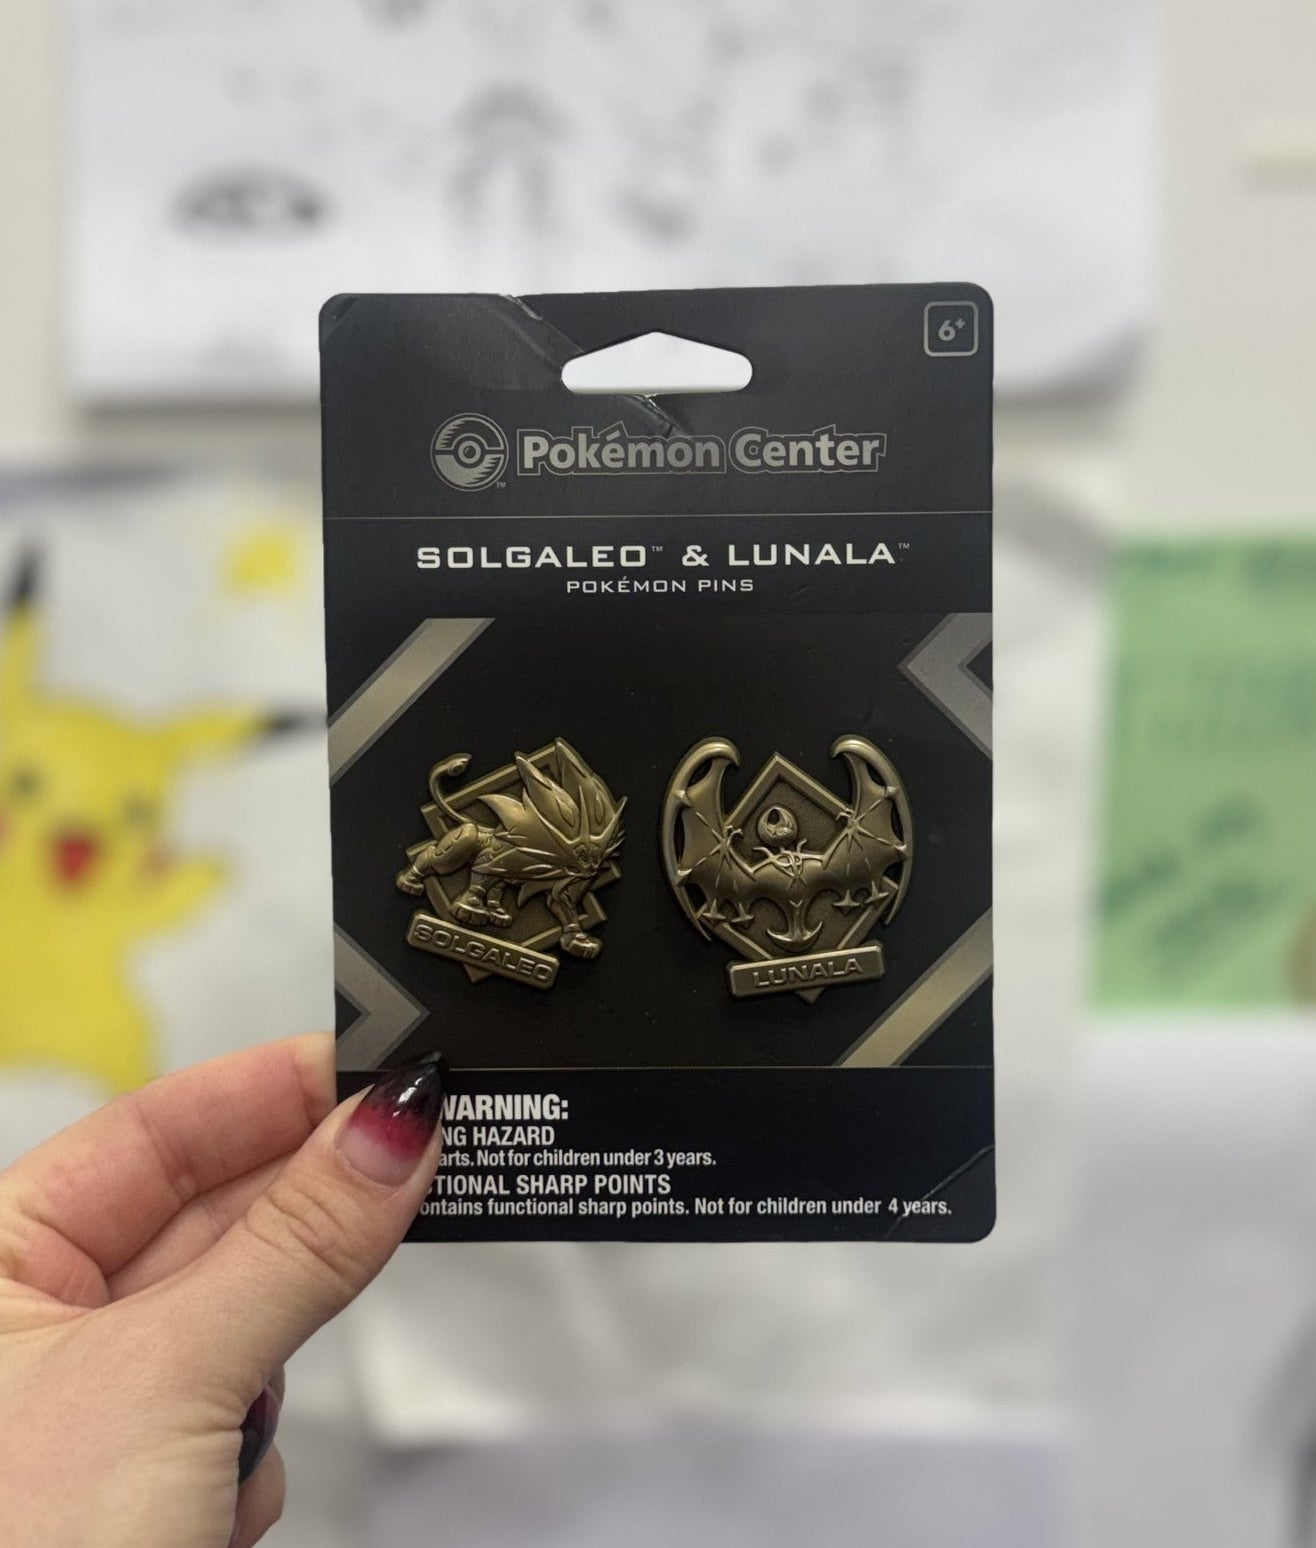 6+
Pokémon Center
™
SOLGALEO™ & LUNALA™
POKÉMON PINS
SOLGALEO
LUNALA
WARNING:
NG HAZARD
arts. Not for children under 3 years.
TIONAL SHARP POINTS
ontains functional sharp points. Not for children under 4 years.